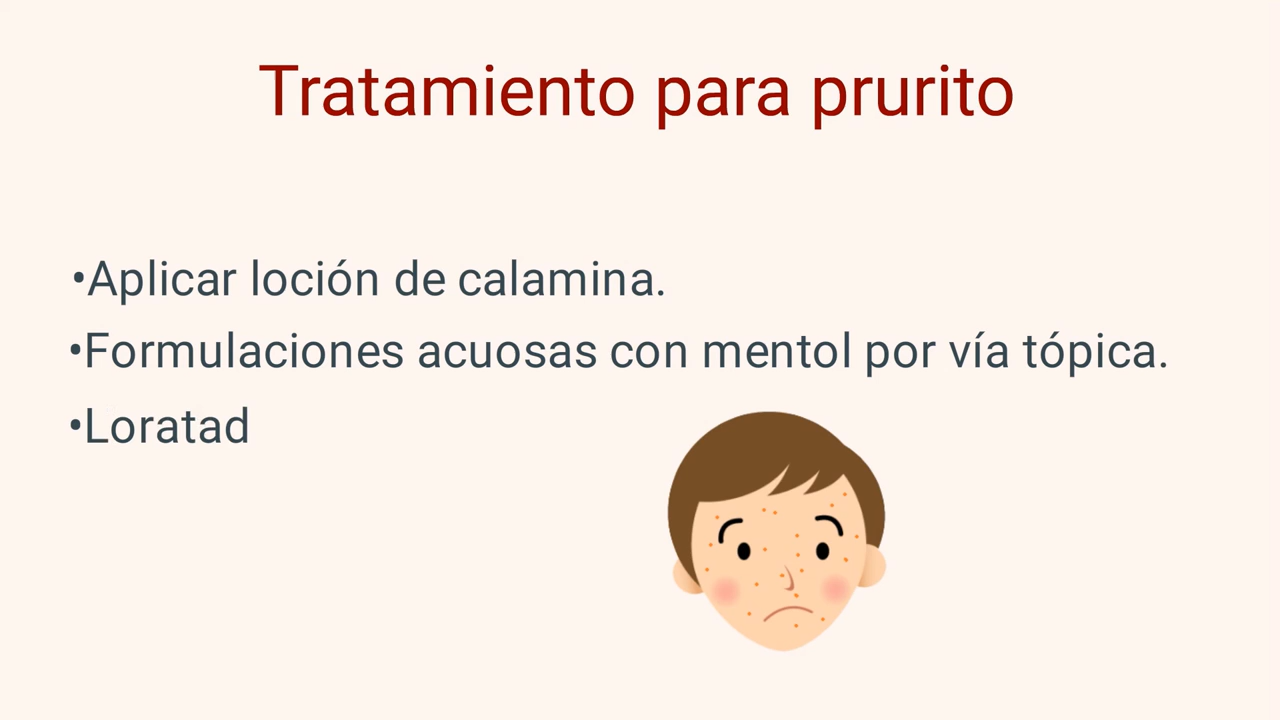 Tratamiento para prurito
•Aplicar loción de calamina.
•Formulaciones acuosas con mentol por vía tópica.
•Loratad